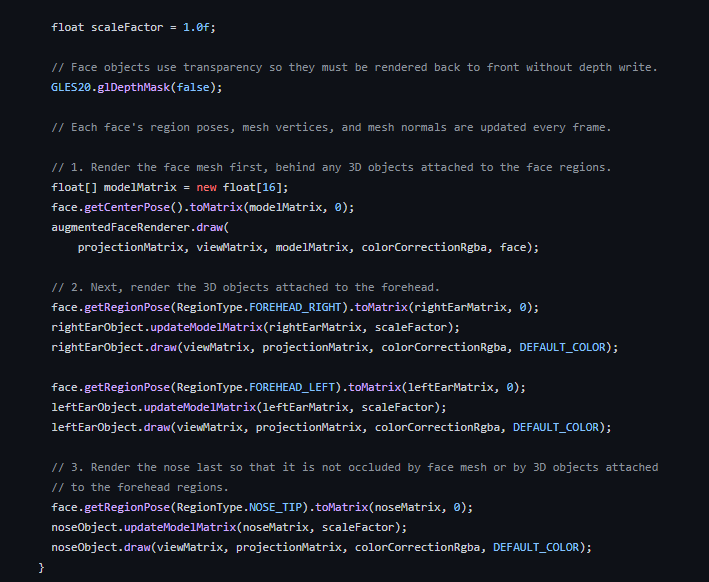 float scaleFactor = 1.0f;
// Face objects use transparency so they must be rendered back to front without depth write.
GLES20.glDepthMask(false);
// Each face's region poses, mesh vertices, and mesh normals are updated every frame.
// 1. Render the face mesh first, behind any 3D objects attached to the face regions.
float[] modelMatrix = new float[16];
face.getCenterPose().toMatrix(modelMatrix, 0);
augmentedFaceRenderer.draw(
projectionMatrix, viewMatrix, modelMatrix, colorCorrectionRgba, face);
// 2. Next, render the 3D objects attached to the forehead.
face.getRegionPose(RegionType.FOREHEAD_RIGHT).toMatrix(rightEarMatrix, 0);
rightEarObject.updateModelMatrix(rightEarMatrix, scaleFactor);
rightEarObject.draw(viewMatrix, projectionMatrix, colorCorrectionRgba, DEFAULT_COLOR);
face.getRegionPose(RegionType.FOREHEAD_LEFT).toMatrix(leftEarMatrix, 0);
leftEarObject.updateModelMatrix(leftEarMatrix, scaleFactor);
leftEarObject.draw(viewMatrix, projectionMatrix, colorCorrectionRgba, DEFAULT_COLOR);
// 3. Render the nose last so that it is not occluded by face mesh or by 3D objects attached
// to the forehead regions.
face.getRegionPose(RegionType.NOSE_TIP).toMatrix(noseMatrix, 0);
noseObject.updateModelMatrix(noseMatrix, scaleFactor);
noseObject.draw(viewMatrix, projectionMatrix, colorCorrectionRgba, DEFAULT_COLOR);
}